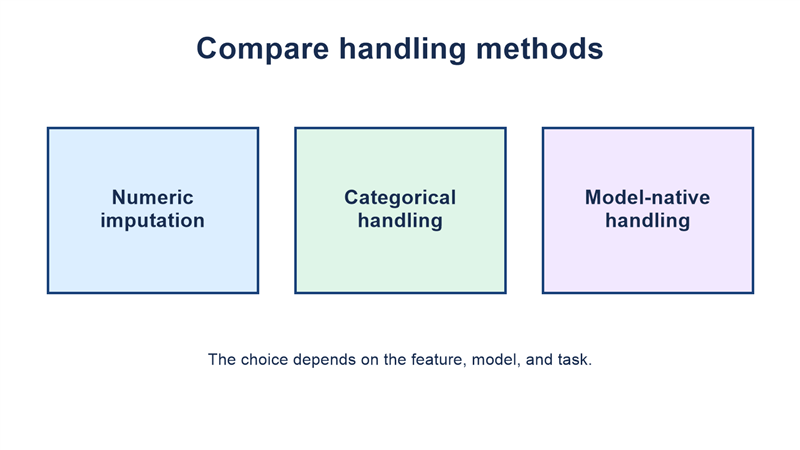 Compare handling methods
Numeric
imputation
Categorical
handling
Model-native
handling
The choice depends on the feature, model, and task.